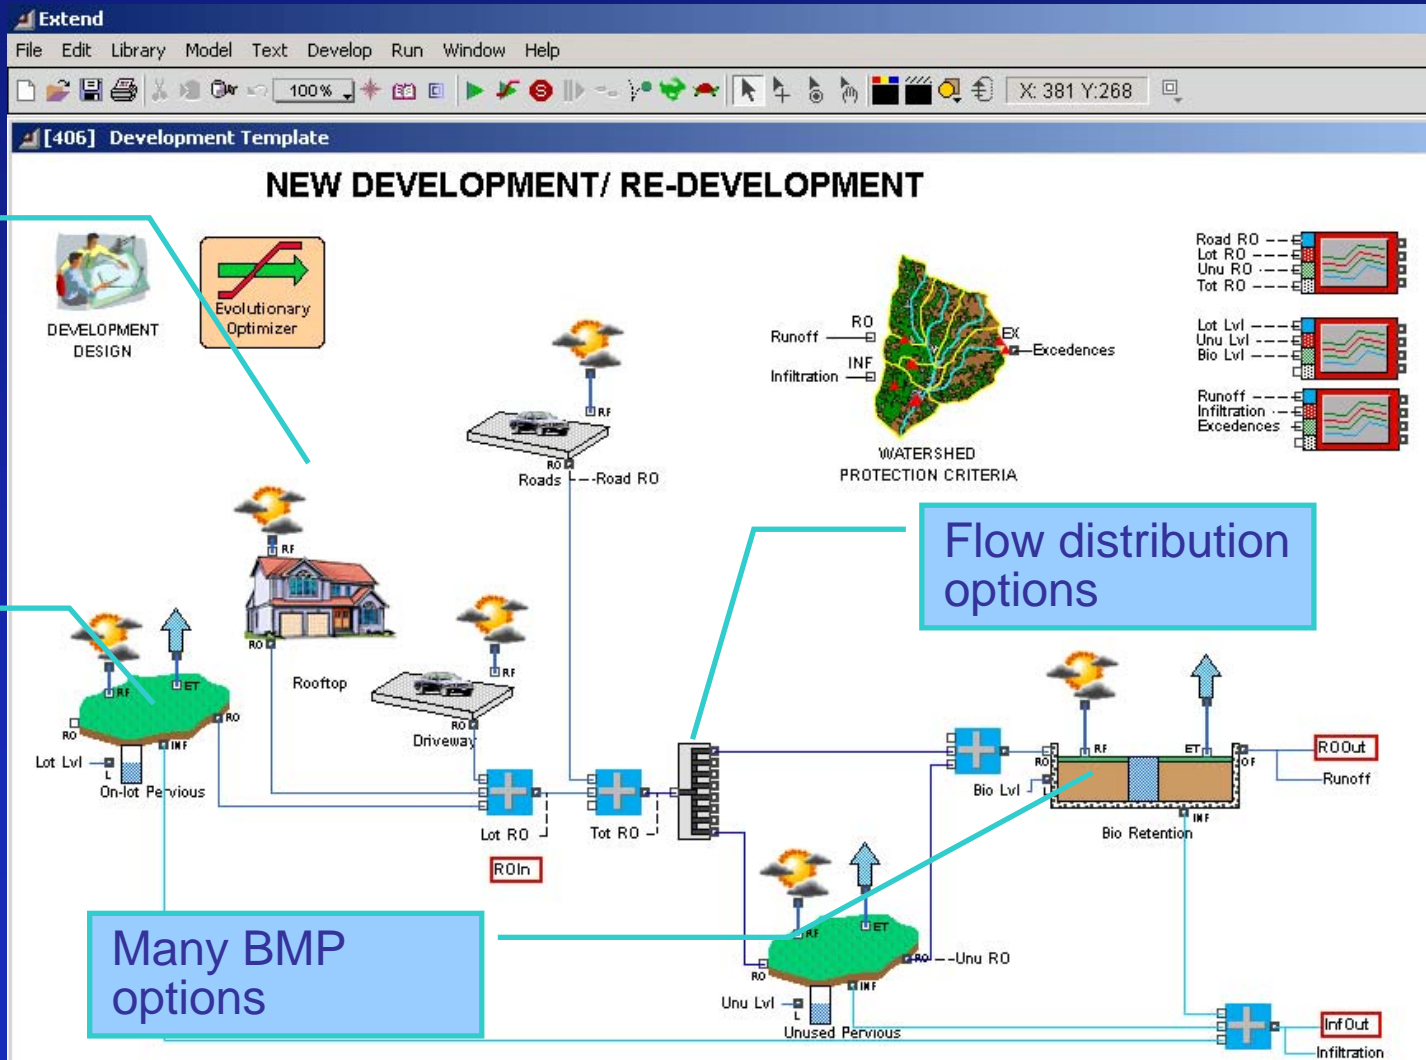 Extend
File Edit Library Model Text Develop Run Window Help
100% X: 381 Y:268
[406] Development Template
NEW DEVELOPMENT/ RE-DEVELOPMENT
DEVELOPMENT
DESIGN
Evolutionary
Optimizer
RO
Runoff
INF
Infiltration
EX
Excedences
WATERSHED
PROTECTION CRITERIA
Road RO
Lot RO
Unu RO
Tot RO
Lot Lvl
Unu Lvl
Bio Lvl
Runoff
Infiltration
Excedences
RF
RO
Roads
Road RO
RF
RO
Rooftop
RF
RO
Driveway
RF
ET
RO
RO
INF
Lot Lvl
L
On-lot Pervious
Lot RO
ROIn
Tot RO
Flow distribution
options
RF
ET
RO
OF
Bio Lvl
L
INF
Bio Retention
ROOut
Runoff
Many BMP
options
RF
ET
RO
RO
Unu RO
INF
Unu Lvl
L
Unused Pervious
InfOut
Infiltration